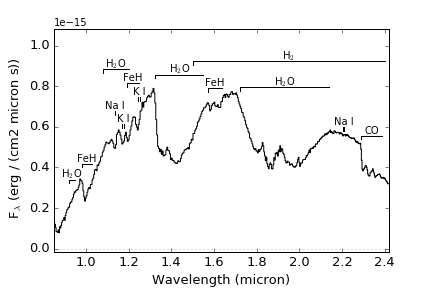 1e−15
1.0
0.8
0.6
0.4
0.2
0.0
F λ (erg / (cm2 micron s))
H₂
H₂O
H₂O
FeH
FeH
H₂O
K I
Na I
K I
Na I
CO
FeH
H₂O
1.0 1.2 1.4 1.6 1.8 2.0 2.2 2.4
Wavelength (micron)